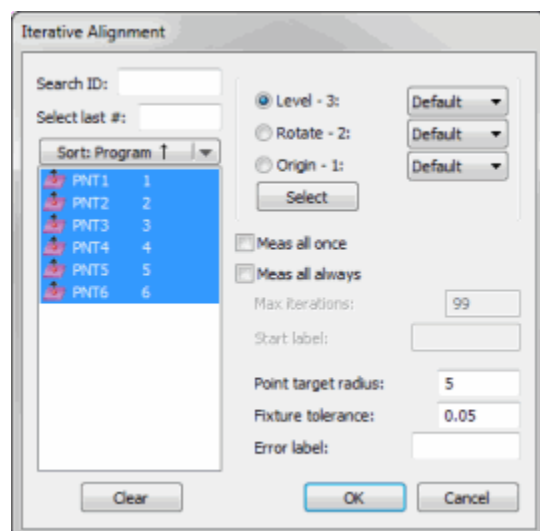 Iterative Alignment
Search ID:
Select last #:
Sort: Program ↑
PNT1 1
PNT2 2
PNT3 3
PNT4 4
PNT5 5
PNT6 6
Clear
Level - 3: Default
Rotate - 2: Default
Origin - 1: Default
Select
Meas all once
Meas all always
Max iterations: 99
Start label:
Point target radius: 5
Fixture tolerance: 0.05
Error label:
OK Cancel